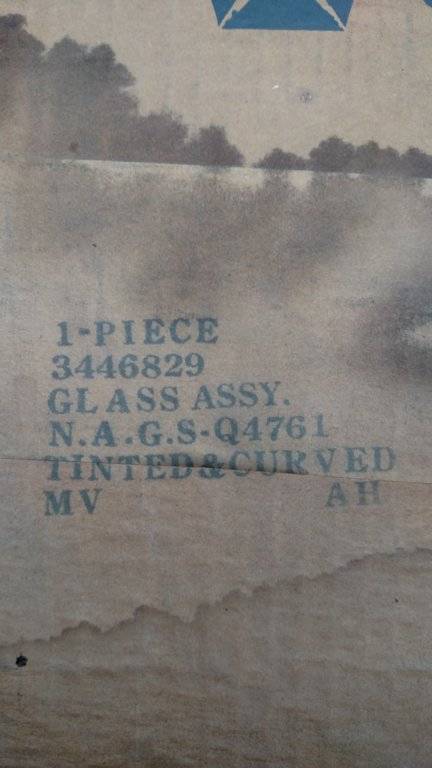 1-PIECE
3446829
GLASS ASSY.
N.A.G.S-Q4761
TINTED&CURVED
MV AH